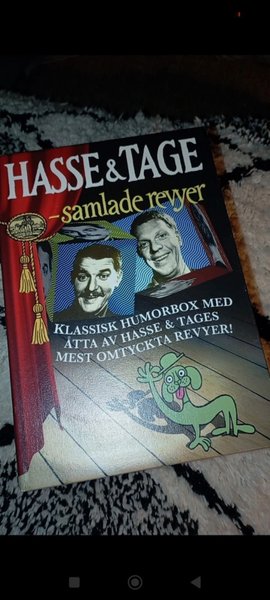 HASSE & TAGE
– samlade revyer
KLASSISK HUMORBOX MED
ÅTTA AV HASSE & TAGES
MEST OMTYCKTA REVYER!